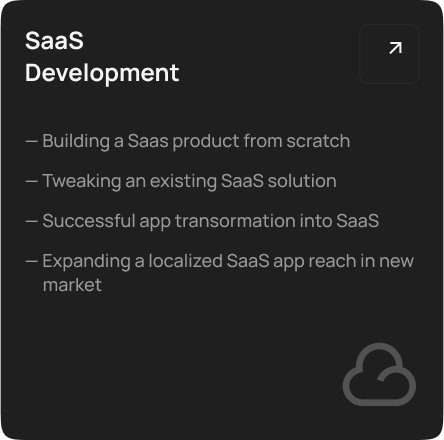 SaaS
Development
— Building a Saas product from scratch
— Tweaking an existing SaaS solution
— Successful app transormation into SaaS
— Expanding a localized SaaS app reach in new
market